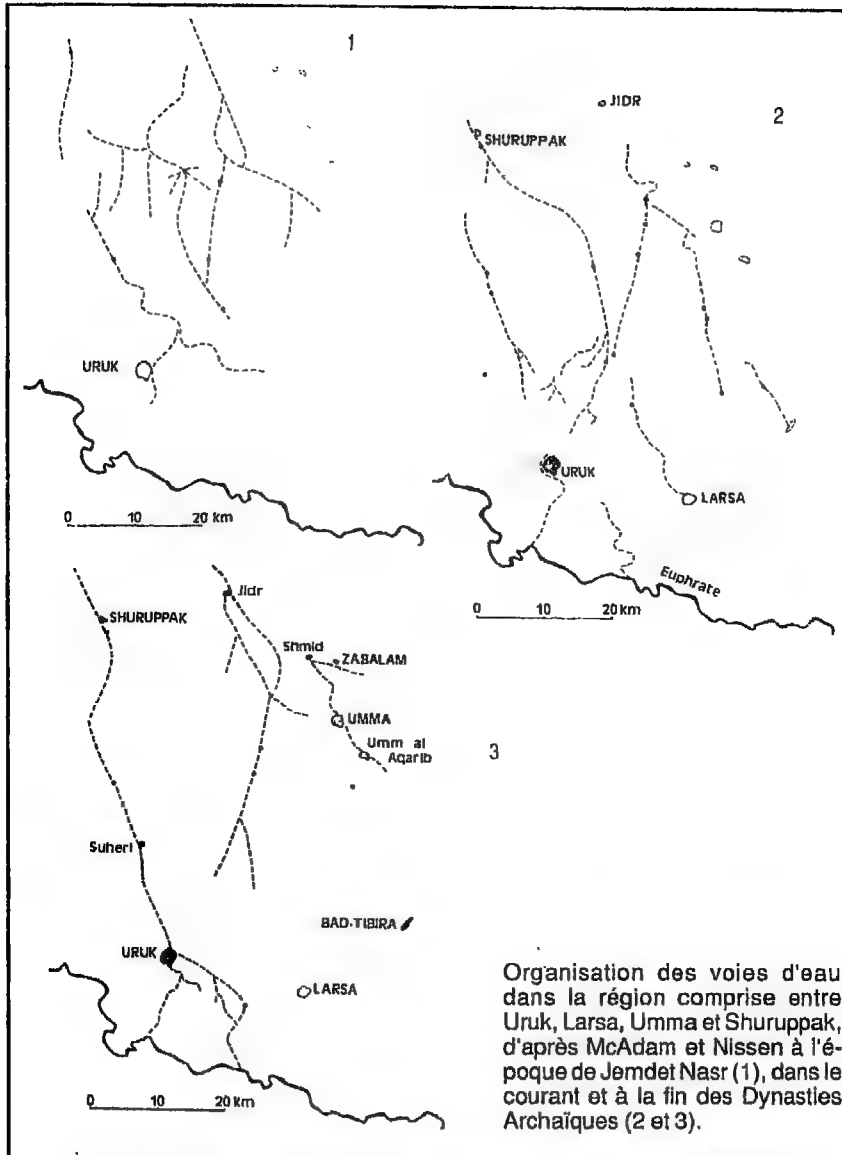 1
URUK
0 10 20 km
2
JIDR
SHURUPPAK
URUK
LARSA
Euphrate
0 10 20 km
3
Jidr
SHURUPPAK
Shmid
ZABALAM
UMMA
Umm al
Aqarib
Suheri
BAD-TIBIRA
URUK
LARSA
0 10 20 km
Organisation des voies d'eau
dans la région comprise entre
Uruk, Larsa, Umma et Shuruppak,
d'après McAdam et Nissen à l'é-
poque de Jemdet Nasr (1), dans le
courant et à la fin des Dynasties
Archaïques (2 et 3).